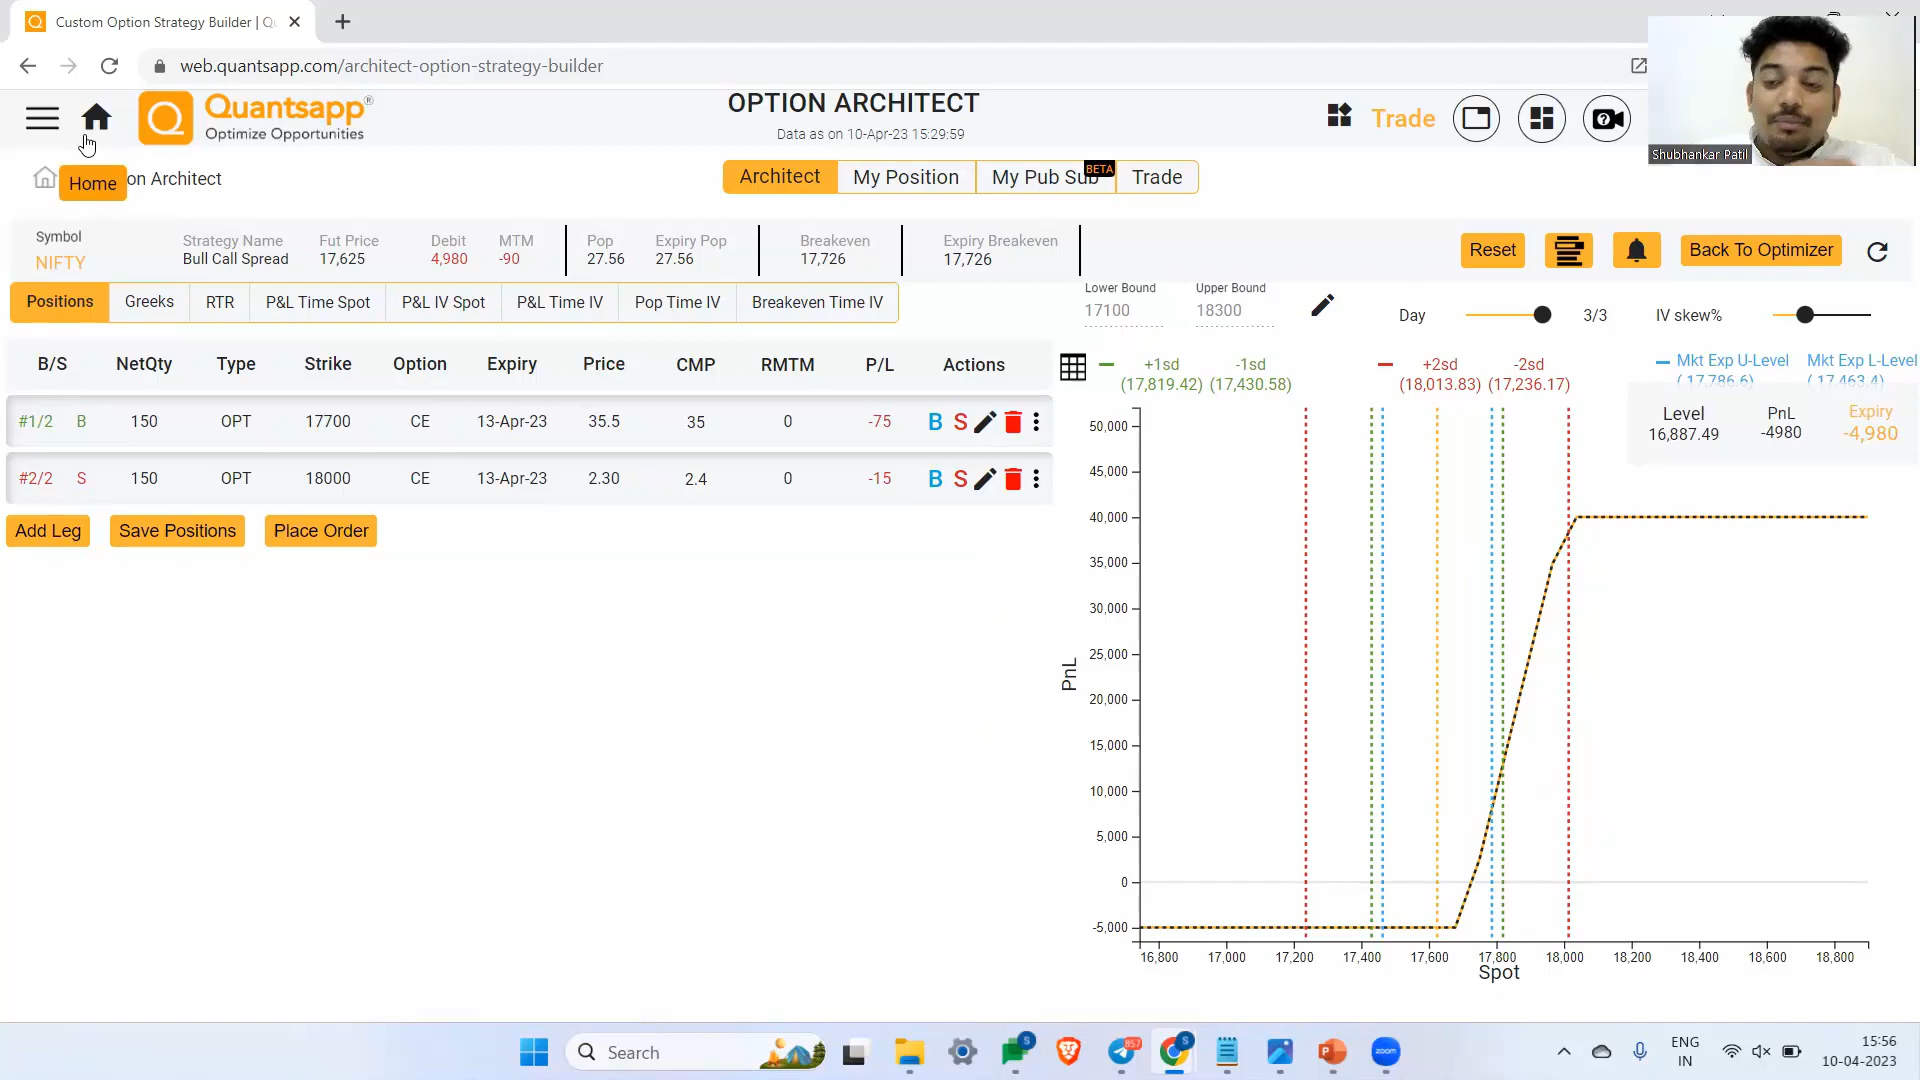 Custom Option Strategy Builder | Q
web.quantsapp.com/architect-option-strategy-builder
Quantsapp®
Optimize Opportunities
OPTION ARCHITECT
Data as on 10-Apr-23 15:29:59
Trade
Shubhankar Patil
Home
on Architect
Architect
My Position
My Pub Sub
BETA
Trade
Symbol
NIFTY
Strategy Name
Bull Call Spread
Fut Price
17,625
Debit
4,980
MTM
-90
Pop
27.56
Expiry Pop
27.56
Breakeven
17,726
Expiry Breakeven
17,726
Reset
Back To Optimizer
Positions
Greeks
RTR
P&L Time Spot
P&L IV Spot
P&L Time IV
Pop Time IV
Breakeven Time IV
Lower Bound
17100
Upper Bound
18300
Day
3/3
IV skew%
B/S NetQty Type Strike Option Expiry Price CMP RMTM P/L Actions
#1/2 B 150 OPT 17700 CE 13-Apr-23 35.5 35 0 -75 B S
#2/2 S 150 OPT 18000 CE 13-Apr-23 2.30 2.4 0 -15 B S
Add Leg
Save Positions
Place Order
+1sd -1sd
(17,819.42) (17,430.58)
+2sd -2sd
(18,013.83) (17,236.17)
Mkt Exp U-Level Mkt Exp L-Level
( 17,786.6) ( 17,463.4)
Level PnL Expiry
16,887.49 -4980 -4,980
50,000
45,000
40,000
35,000
30,000
25,000
20,000
15,000
10,000
5,000
0
-5,000
PnL
16,800 17,000 17,200 17,400 17,600 17,800 18,000 18,200 18,400 18,600 18,800
Spot
Search
857
zoom
ENG
IN
15:56
10-04-2023